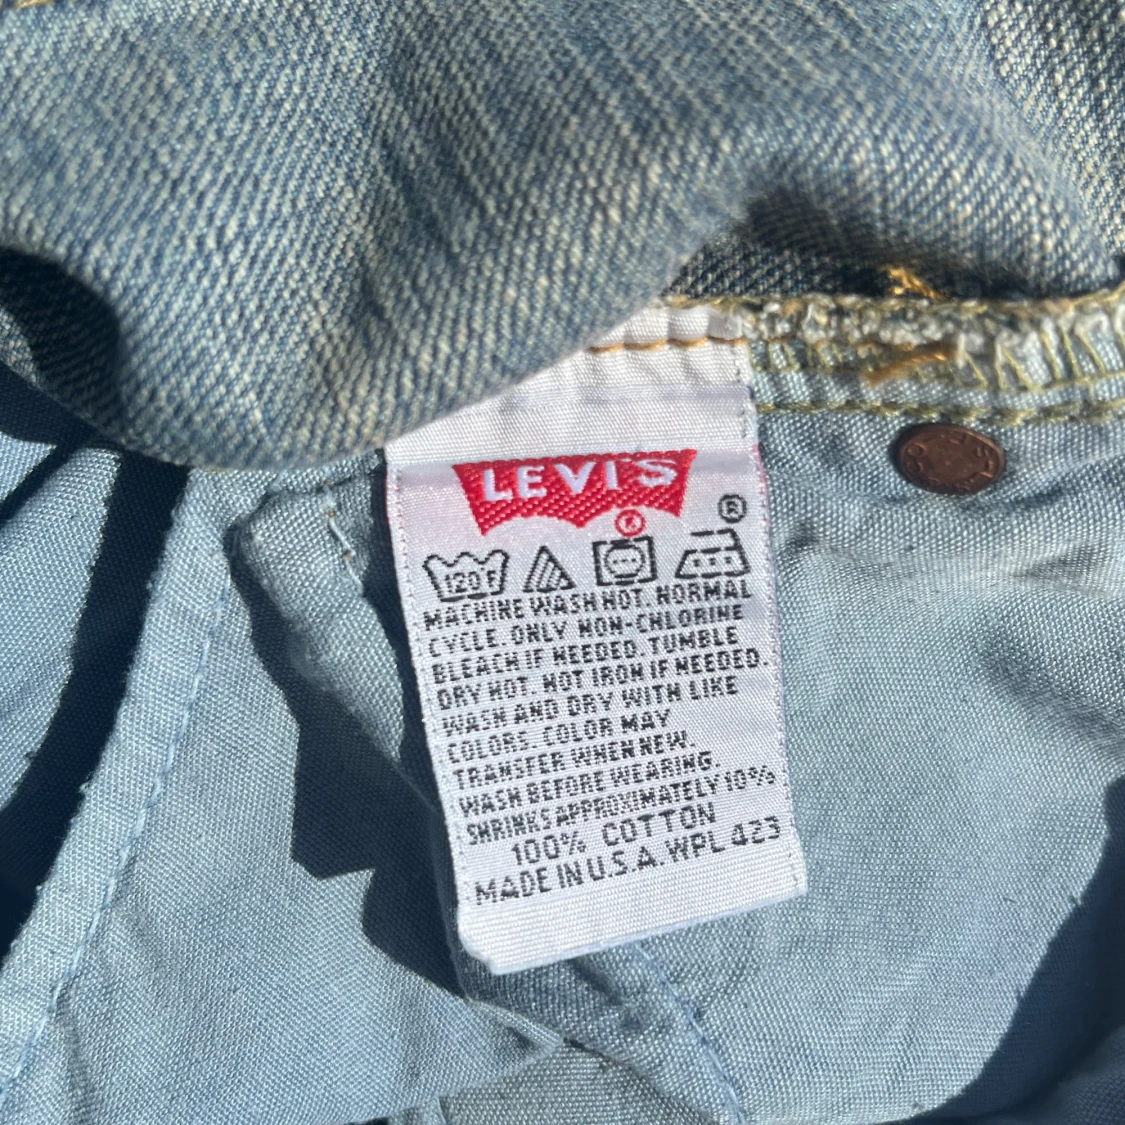 LEVI'S
®
120°F
MACHINE WASH HOT. NORMAL
CYCLE. ONLY NON-CHLORINE
BLEACH IF NEEDED. TUMBLE
DRY HOT. HOT IRON IF NEEDED.
WASH AND DRY WITH LIKE
COLORS. COLOR MAY
TRANSFER WHEN NEW.
WASH BEFORE WEARING.
SHRINKS APPROXIMATELY 10%
100% COTTON
MADE IN U.S.A. WPL 423